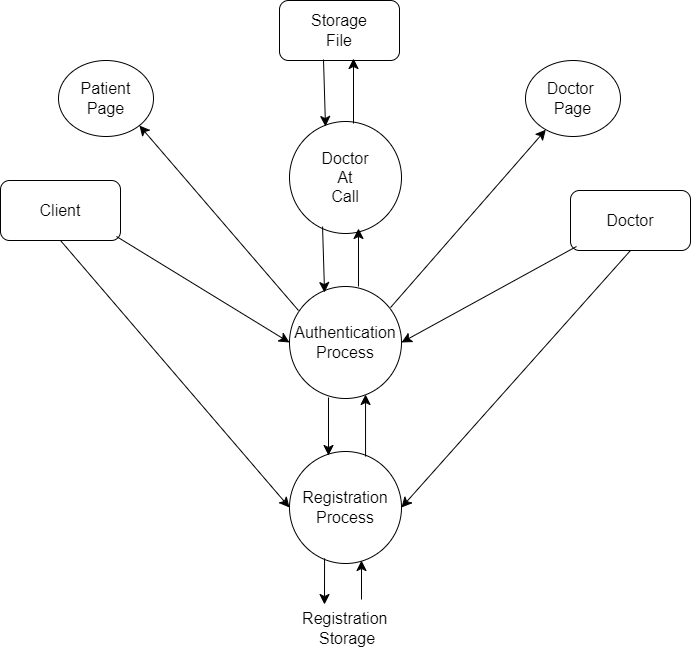 Storage
File
Patient
Page
Doctor
Page
Doctor
At
Call
Client
Doctor
Authentication
Process
Registration
Process
Registration
Storage